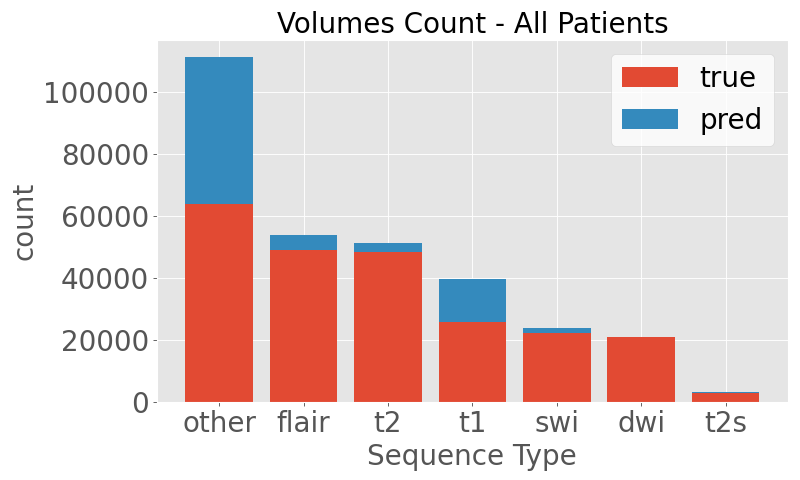 Volumes Count - All Patients
true
pred
count
100000
80000
60000
40000
20000
0
other flair t2 t1 swi dwi t2s
Sequence Type